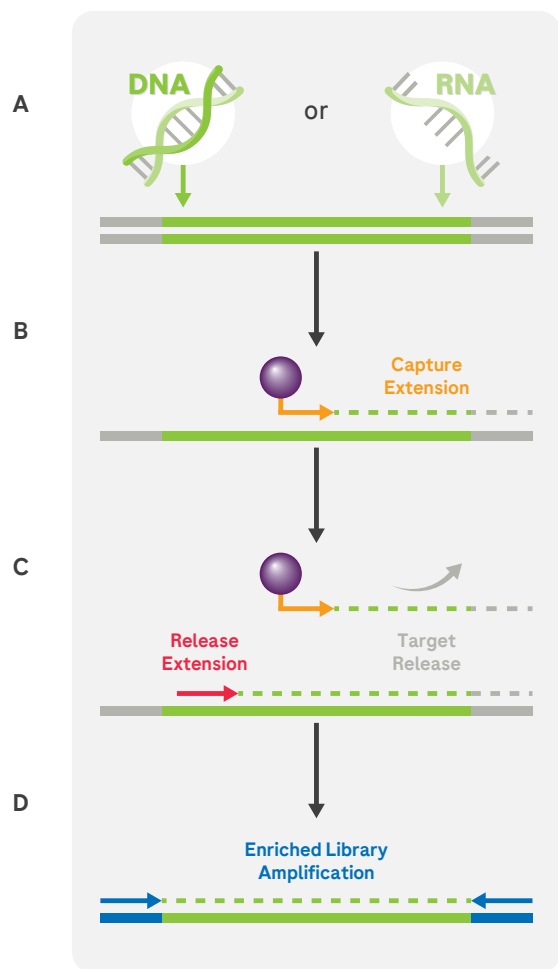 A
DNA
or
RNA
B
Capture
Extension
C
Release
Extension
Target
Release
D
Enriched Library
Amplification